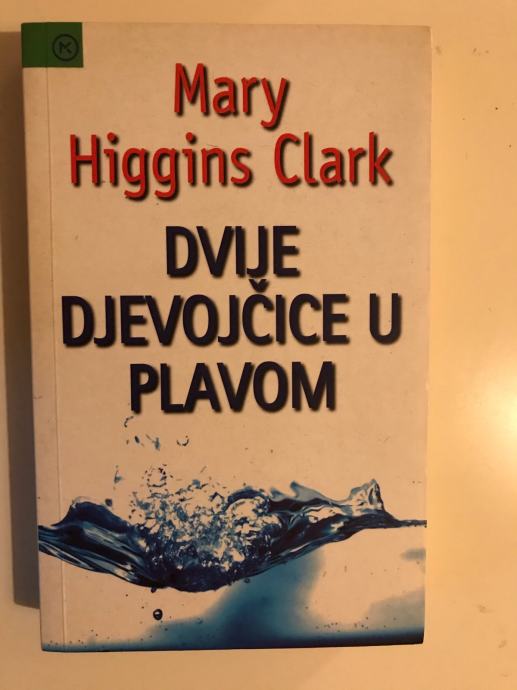 Mary
Higgins Clark
DVIJE
DJEVOJČICE U
PLAVOM